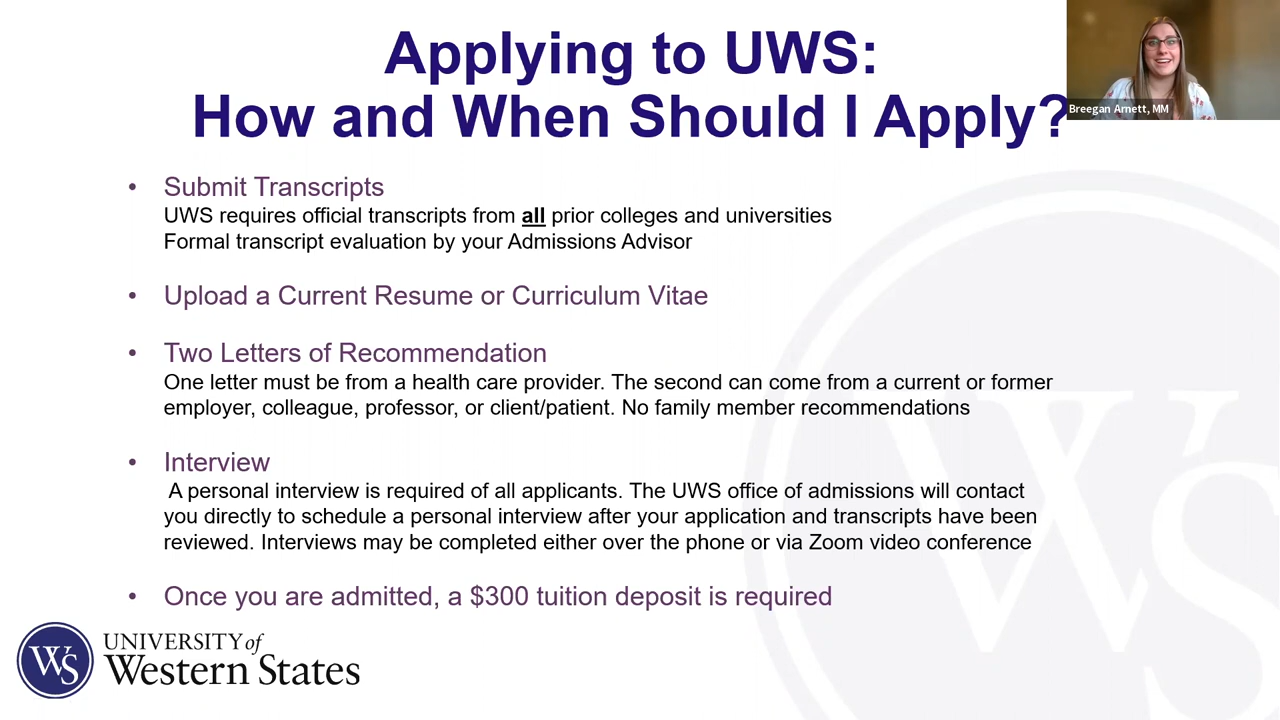 Applying to UWS:
How and When Should I Apply?
Breegan Arnett, MM
• Submit Transcripts
UWS requires official transcripts from all prior colleges and universities
Formal transcript evaluation by your Admissions Advisor
• Upload a Current Resume or Curriculum Vitae
• Two Letters of Recommendation
One letter must be from a health care provider. The second can come from a current or former
employer, colleague, professor, or client/patient. No family member recommendations
• Interview
A personal interview is required of all applicants. The UWS office of admissions will contact
you directly to schedule a personal interview after your application and transcripts have been
reviewed. Interviews may be completed either over the phone or via Zoom video conference
• Once you are admitted, a $300 tuition deposit is required
WS
UNIVERSITY of
Western States
WS